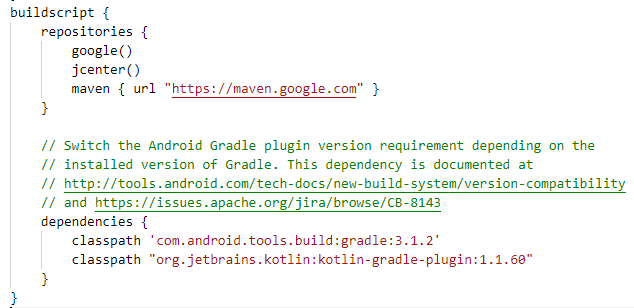 buildscript {
    repositories {
        google()
        jcenter()
        maven { url "https://maven.google.com" }
    }

    // Switch the Android Gradle plugin version requirement depending on the
    // installed version of Gradle. This dependency is documented at
    // http://tools.android.com/tech-docs/new-build-system/version-compatibility
    // and https://issues.apache.org/jira/browse/CB-8143
    dependencies {
        classpath 'com.android.tools.build:gradle:3.1.2'
        classpath "org.jetbrains.kotlin:kotlin-gradle-plugin:1.1.60"
    }
}